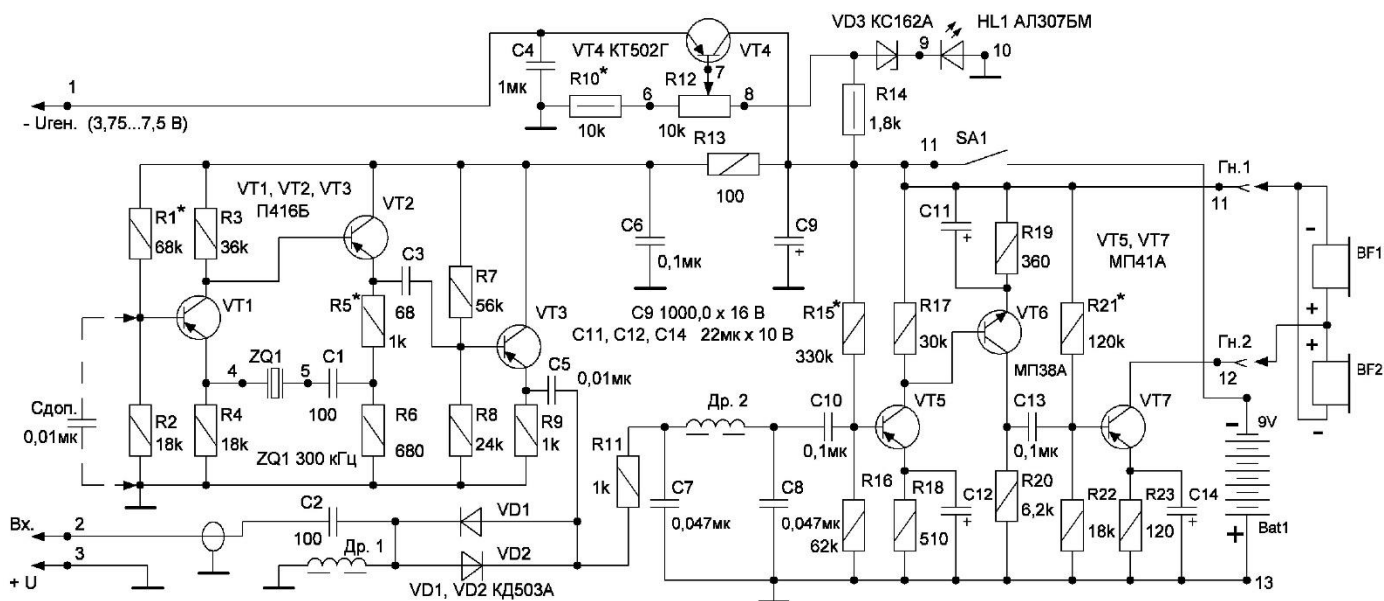 VD3 КС162А
HL1 АЛ307БМ
C4
1мк
VT4 КТ502Г
VT4
7
9
10
R10*
6
R12
8
10k
10k
R14
1,8k
1
- Uген. (3,75...7,5 В)
R13
100
11
SA1
Гн.1
11
VT1, VT2, VT3
П416Б
VT2
R1*
68k
R3
36k
C3
68
R7
56k
C6
0,1мк
C9
+
C11
+
R19
360
VT5, VT7
МП41А
-
BF1
+
+
VT1
R5*
1k
VT3
C9 1000,0 x 16 В
C11, C12, C14 22мк x 10 В
R15*
330k
R17
30k
VT6
МП38А
R21*
120k
Гн.2
12
BF2
-
4
ZQ1
5
C1
100
C5
0,01мк
Сдоп.
0,01мк
R2
18k
R4
18k
R6
680
R8
24k
R9
1k
Др. 2
C10
0,1мк
VT5
C13
0,1мк
VT7
-
9V
ZQ1 300 кГц
R11
1k
C7
0,047мк
C8
0,047мк
R16
62k
R18
510
C12
+
R20
6,2k
R22
18k
R23
120
C14
+
+
Bat1
Вх.
2
C2
100
VD1
3
+ U
Др. 1
VD2
VD1, VD2 КД503А
13